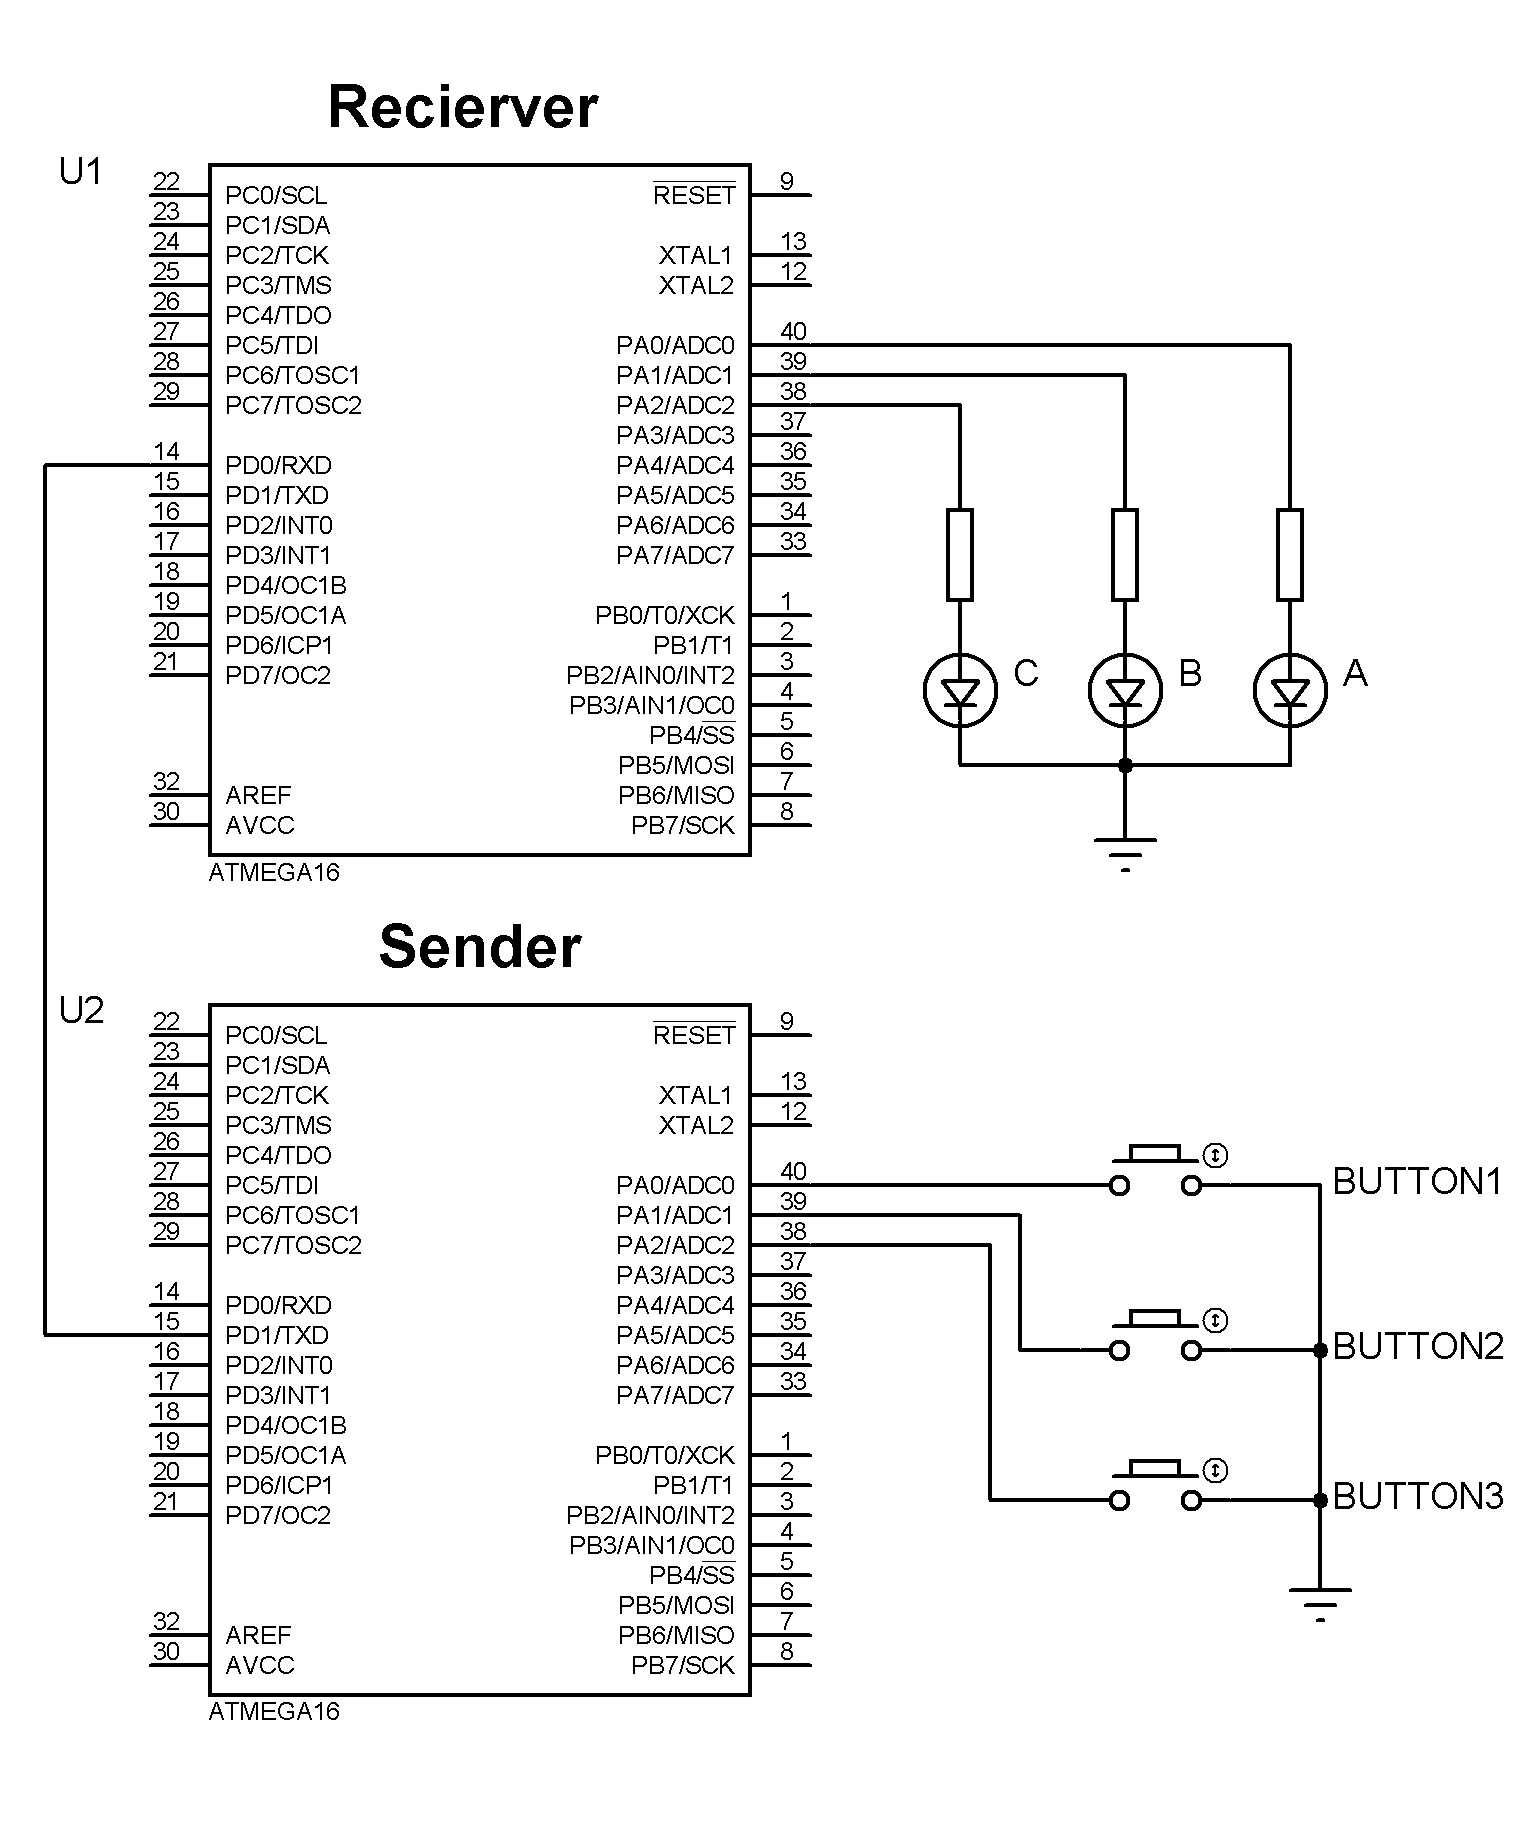 Recierver
U1
22 PC0/SCL RESET 9
23 PC1/SDA
24 PC2/TCK XTAL1 13
25 PC3/TMS XTAL2 12
26 PC4/TDO
27 PC5/TDI PA0/ADC0 40
28 PC6/TOSC1 PA1/ADC1 39
29 PC7/TOSC2 PA2/ADC2 38
PA3/ADC3 37
14 PD0/RXD PA4/ADC4 36
15 PD1/TXD PA5/ADC5 35
16 PD2/INT0 PA6/ADC6 34
17 PD3/INT1 PA7/ADC7 33
18 PD4/OC1B
19 PD5/OC1A PB0/T0/XCK 1
20 PD6/ICP1 PB1/T1 2
21 PD7/OC2 PB2/AIN0/INT2 3
C B A
PB3/AIN1/OC0 4
PB4/SS 5
PB5/MOSI 6
32 AREF PB6/MISO 7
30 AVCC PB7/SCK 8
ATMEGA16
Sender
U2
22 PC0/SCL RESET 9
23 PC1/SDA
24 PC2/TCK XTAL1 13
25 PC3/TMS XTAL2 12
26 PC4/TDO
27 PC5/TDI PA0/ADC0 40 BUTTON1
28 PC6/TOSC1 PA1/ADC1 39
29 PC7/TOSC2 PA2/ADC2 38
PA3/ADC3 37
14 PD0/RXD PA4/ADC4 36
15 PD1/TXD PA5/ADC5 35
BUTTON2
16 PD2/INT0 PA6/ADC6 34
17 PD3/INT1 PA7/ADC7 33
18 PD4/OC1B
19 PD5/OC1A PB0/T0/XCK 1
20 PD6/ICP1 PB1/T1 2
BUTTON3
21 PD7/OC2 PB2/AIN0/INT2 3
PB3/AIN1/OC0 4
PB4/SS 5
PB5/MOSI 6
32 AREF PB6/MISO 7
30 AVCC PB7/SCK 8
ATMEGA16